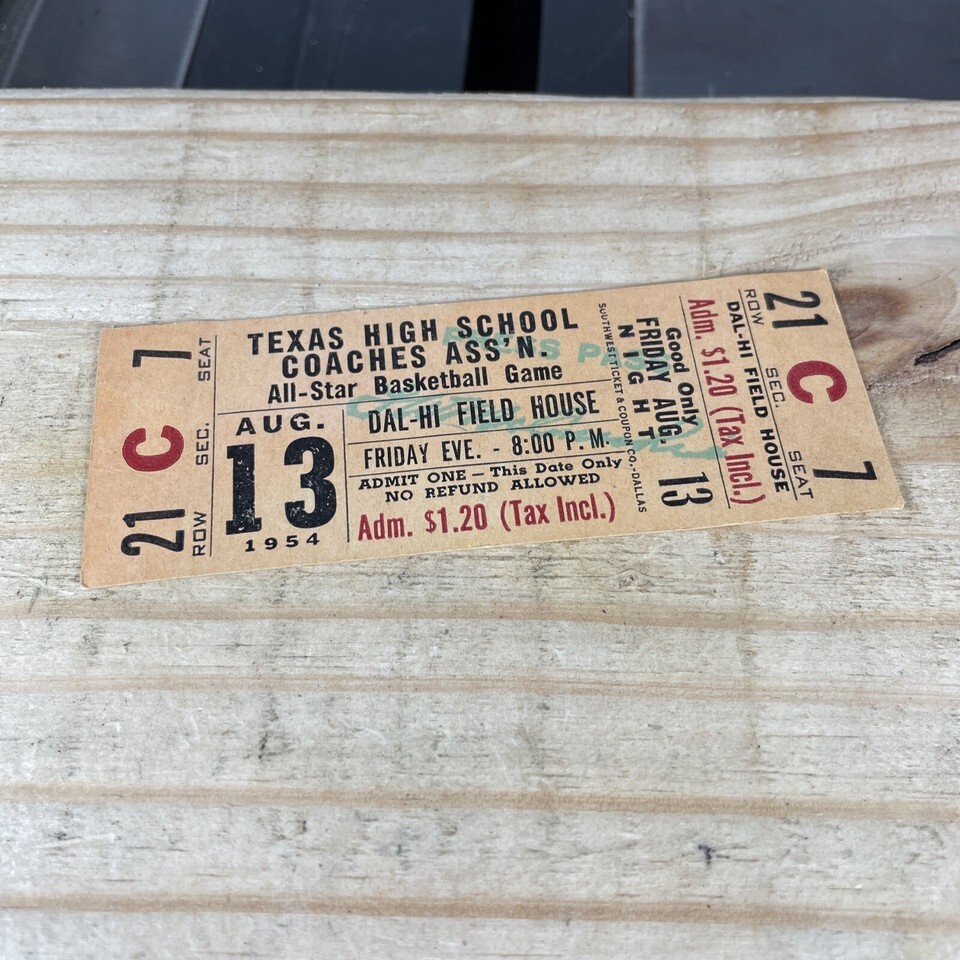 7 SEAT
C SEC.
21 ROW
TEXAS HIGH SCHOOL
COACHES ASS'N.
All-Star Basketball Game
AUG.
13
1954
DAL-HI FIELD HOUSE
FRIDAY EVE. - 8:00 P. M.
ADMIT ONE — This Date Only
NO REFUND ALLOWED
Adm. $1.20 (Tax Incl.)
PRESS PASS
SOUTHWEST TICKET & COUPON CO.-DALLAS
Good Only
FRIDAY AUG. 13
NIGHT
Adm. $1.20 (Tax Incl.)
DAL-HI FIELD HOUSE
ROW 21
SEC. C
SEAT 7